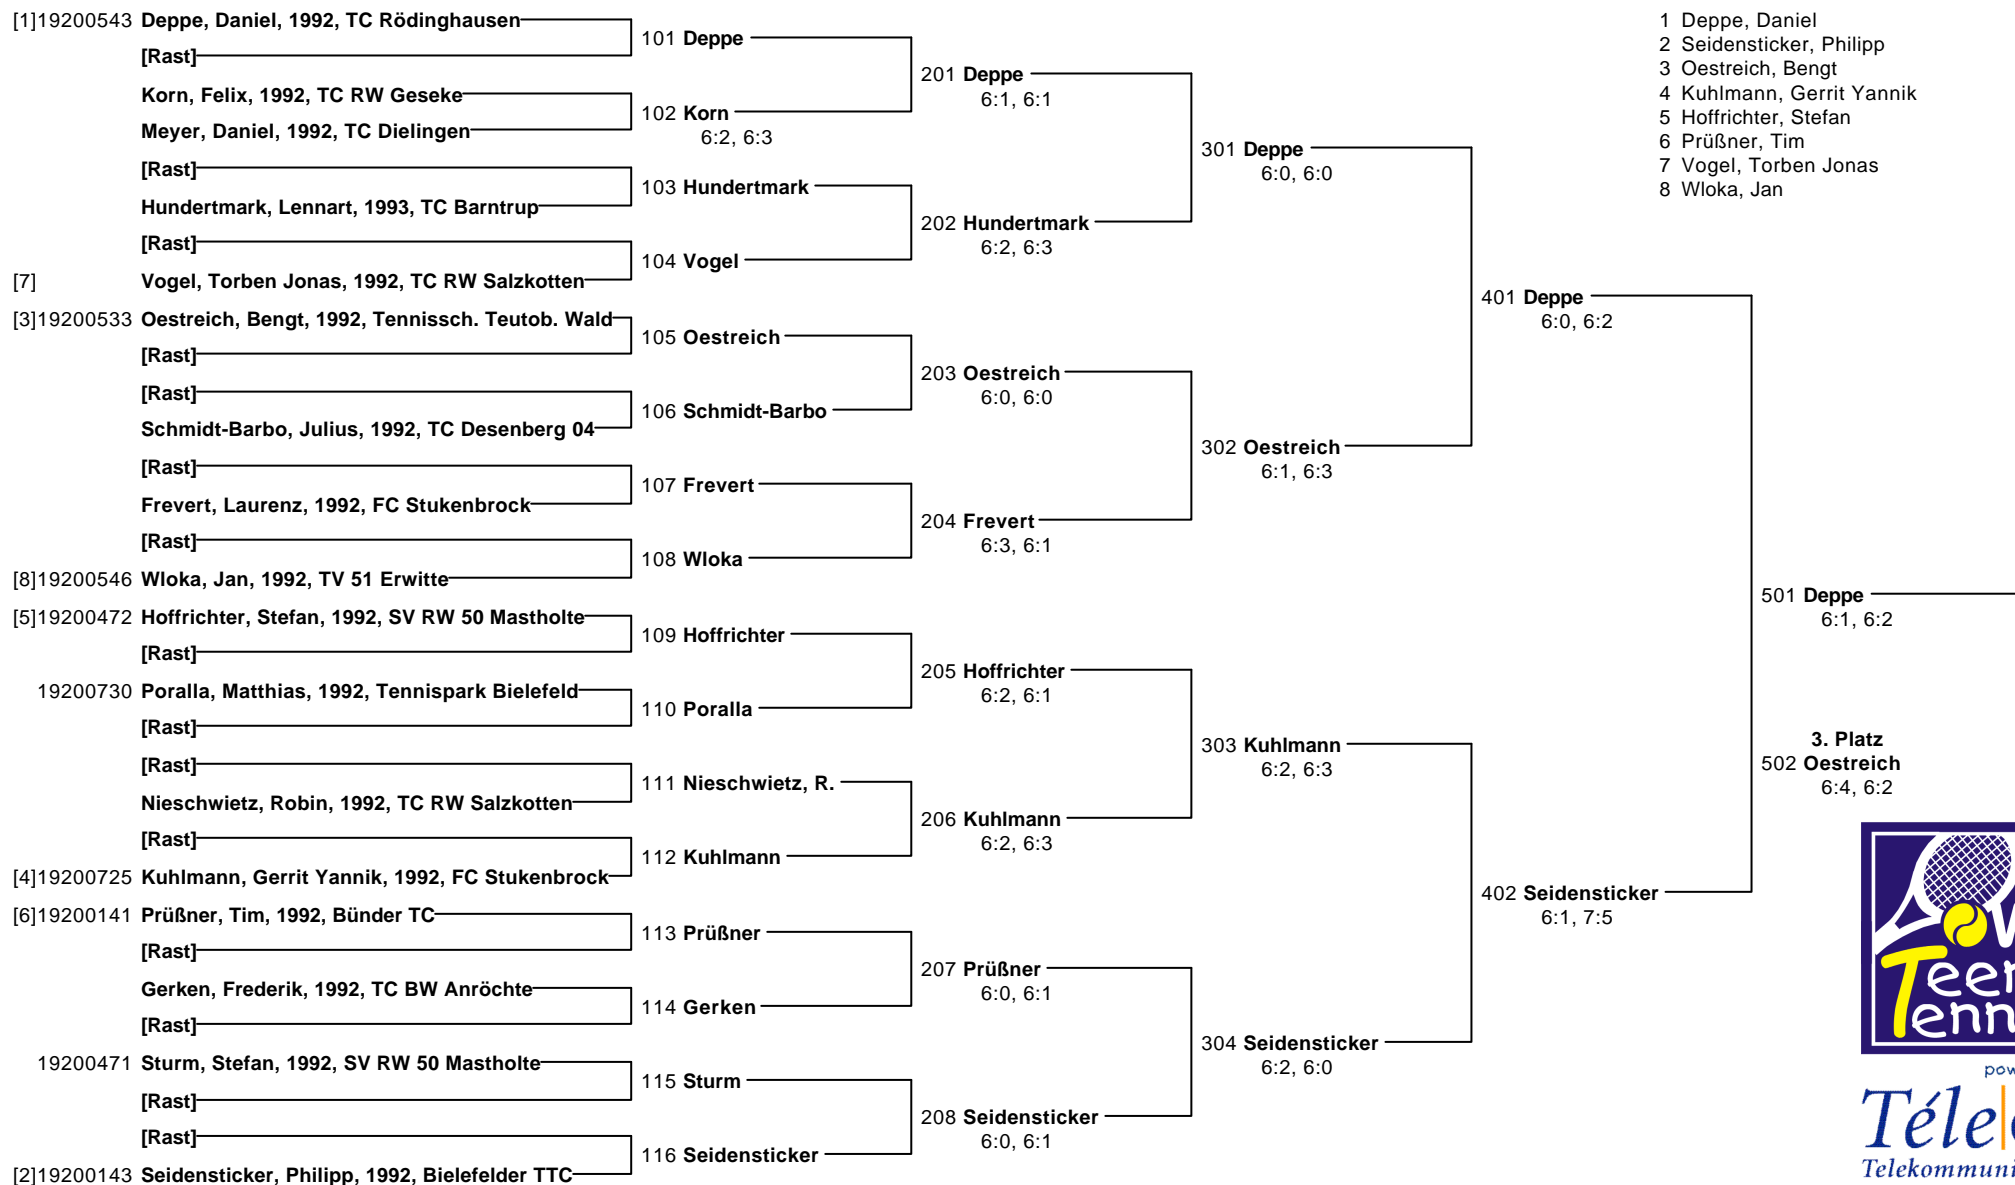 [1]19200543 Deppe, Daniel, 1992, TC Rödinghausen
[Rast]
Korn, Felix, 1992, TC RW Geseke
Meyer, Daniel, 1992, TC Dielingen
[Rast]
Hundertmark, Lennart, 1993, TC Barntrup
[Rast]
[7] Vogel, Torben Jonas, 1992, TC RW Salzkotten
[3]19200533 Oestreich, Bengt, 1992, Tennissch. Teutob. Wald
[Rast]
[Rast]
Schmidt-Barbo, Julius, 1992, TC Desenberg 04
[Rast]
Frevert, Laurenz, 1992, FC Stukenbrock
[Rast]
[8]19200546 Wloka, Jan, 1992, TV 51 Erwitte
[5]19200472 Hoffrichter, Stefan, 1992, SV RW 50 Mastholte
[Rast]
19200730 Poralla, Matthias, 1992, Tennispark Bielefeld
[Rast]
[Rast]
Nieschwietz, Robin, 1992, TC RW Salzkotten
[Rast]
[4]19200725 Kuhlmann, Gerrit Yannik, 1992, FC Stukenbrock
[6]19200141 Prüßner, Tim, 1992, Bünder TC
[Rast]
Gerken, Frederik, 1992, TC BW Anröchte
[Rast]
19200471 Sturm, Stefan, 1992, SV RW 50 Mastholte
[Rast]
[Rast]
[2]19200143 Seidensticker, Philipp, 1992, Bielefelder TTC
101 Deppe
102 Korn
6:2, 6:3
103 Hundertmark
104 Vogel
105 Oestreich
106 Schmidt-Barbo
107 Frevert
108 Wloka
109 Hoffrichter
110 Poralla
111 Nieschwietz, R.
112 Kuhlmann
113 Prüßner
114 Gerken
115 Sturm
116 Seidensticker
201 Deppe
6:1, 6:1
202 Hundertmark
6:2, 6:3
203 Oestreich
6:0, 6:0
204 Frevert
6:3, 6:1
205 Hoffrichter
6:2, 6:1
206 Kuhlmann
6:2, 6:3
207 Prüßner
6:0, 6:1
208 Seidensticker
6:0, 6:1
301 Deppe
6:0, 6:0
302 Oestreich
6:1, 6:3
303 Kuhlmann
6:2, 6:3
304 Seidensticker
6:2, 6:0
401 Deppe
6:0, 6:2
402 Seidensticker
6:1, 7:5
501 Deppe
6:1, 6:2
3. Platz
502 Oestreich
6:4, 6:2
1 Deppe, Daniel
2 Seidensticker, Philipp
3 Oestreich, Bengt
4 Kuhlmann, Gerrit Yannik
5 Hoffrichter, Stefan
6 Prüßner, Tim
7 Vogel, Torben Jonas
8 Wloka, Jan
Téle